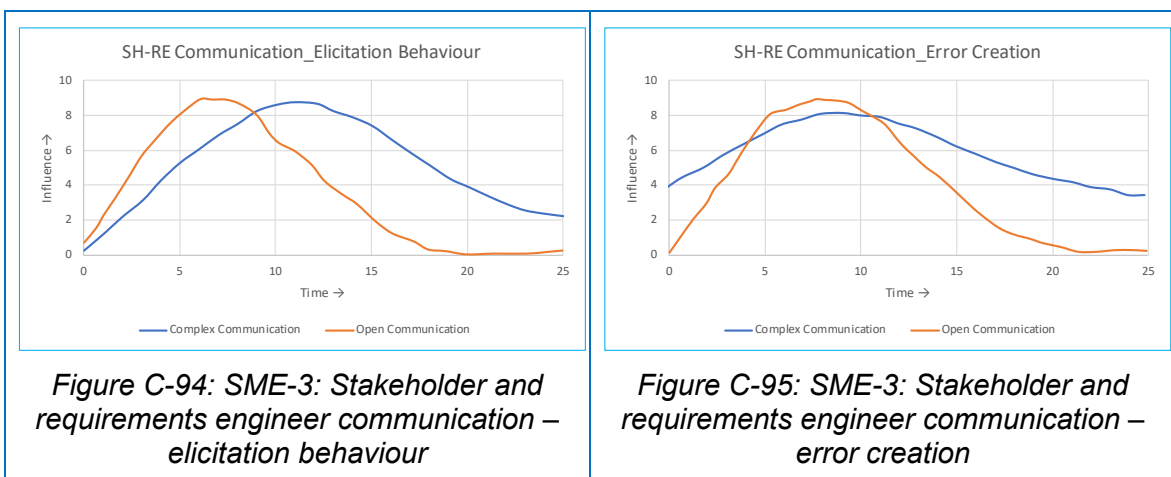 SH-RE Communication_Elicitation Behaviour
10
8
6
4
2
0
Influence →
0 5 10 15 20 25
Time →
Complex Communication Open Communication
Figure C-94: SME-3: Stakeholder and
requirements engineer communication –
elicitation behaviour
SH-RE Communication_Error Creation
10
8
6
4
2
0
Influence →
0 5 10 15 20 25
Time →
Complex Communication Open Communication
Figure C-95: SME-3: Stakeholder and
requirements engineer communication –
error creation